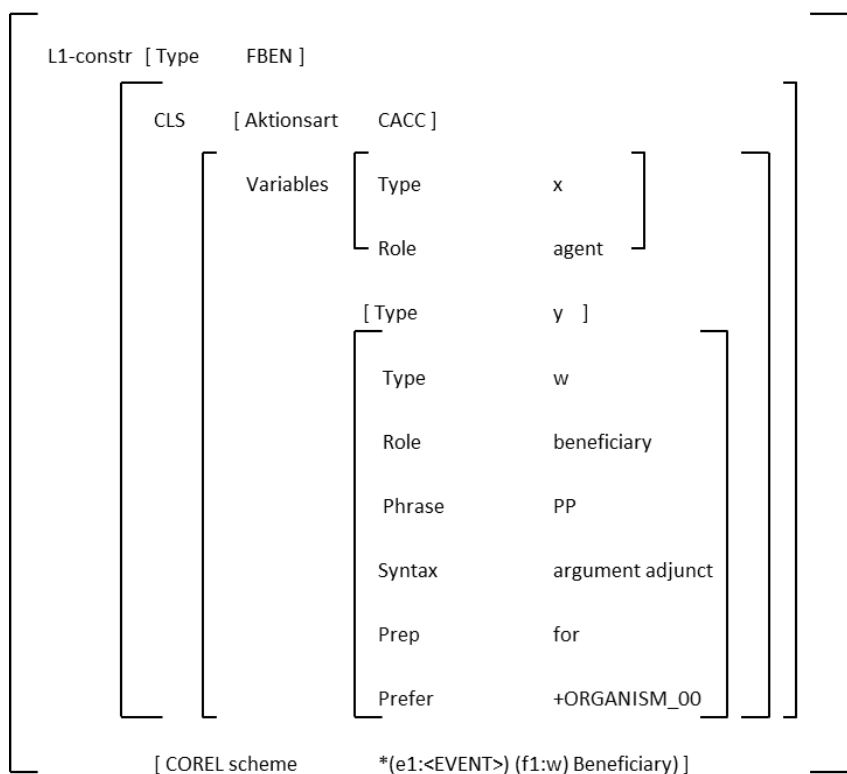 L1-constr [ Type FBEN ]
CLS [ Aktionsart CACC ]
Variables Type x
Role agent
[ Type y ]
Type w
Role beneficiary
Phrase PP
Syntax argument adjunct
Prep for
Prefer +ORGANISM_00
[ COREL scheme *(e1:<EVENT>) (f1:w) Beneficiary) ]